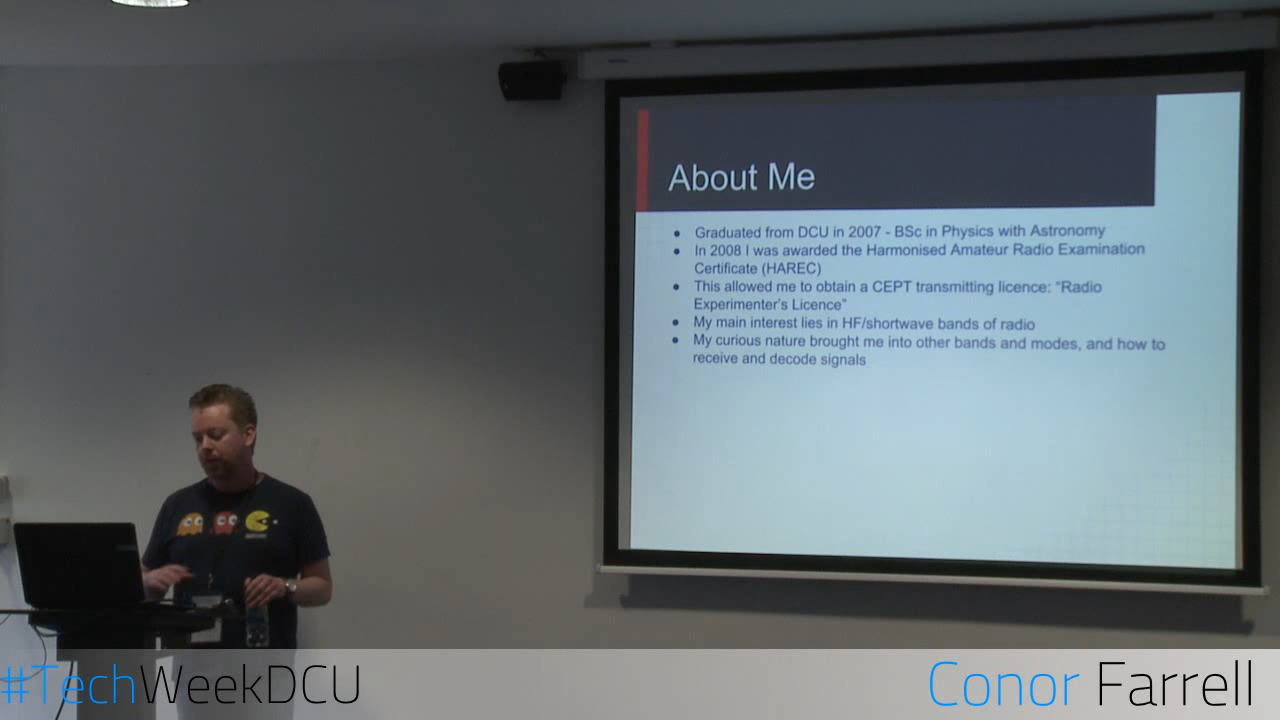 About Me
Graduated from DCU in 2007 - BSc in Physics with Astronomy
In 2008 I was awarded the Harmonised Amateur Radio Examination
Certificate (HAREC)
This allowed me to obtain a CEPT transmitting licence: “Radio
Experimenter’s Licence”
My main interest lies in HF/shortwave bands of radio
My curious nature brought me into other bands and modes, and how to
receive and decode signals
#TechWeekDCU
Conor Farrell